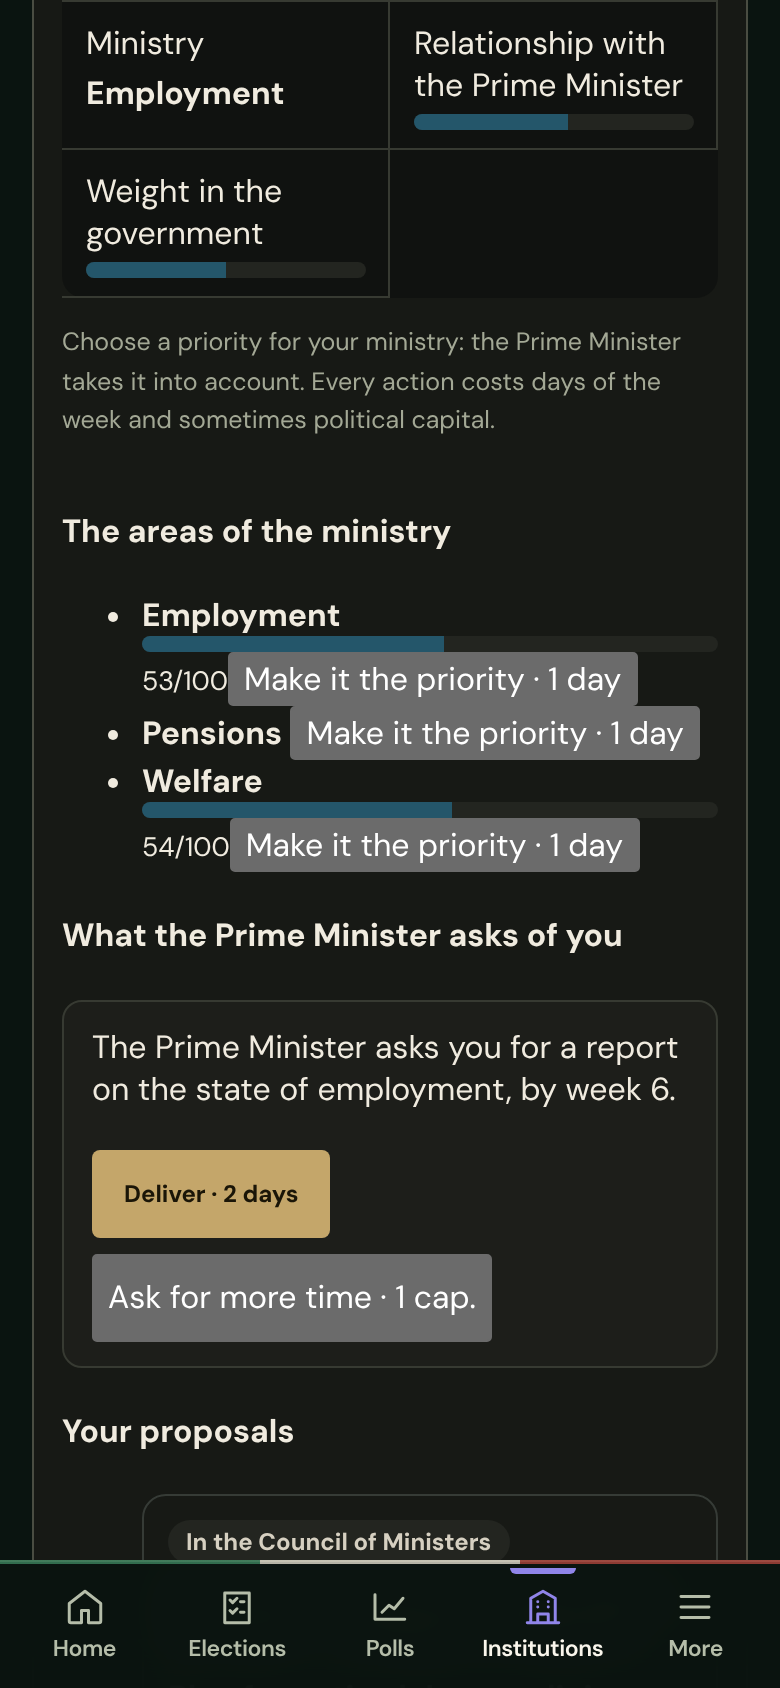 Ministry
Employment
Relationship with
the Prime Minister
Weight in the
government
Choose a priority for your ministry: the Prime Minister
takes it into account. Every action costs days of the
week and sometimes political capital.
The areas of the ministry
• Employment
53/100 Make it the priority · 1 day
• Pensions Make it the priority · 1 day
• Welfare
54/100 Make it the priority · 1 day
What the Prime Minister asks of you
The Prime Minister asks you for a report
on the state of employment, by week 6.
Deliver · 2 days
Ask for more time · 1 cap.
Your proposals
In the Council of Ministers
Home Elections Polls Institutions More